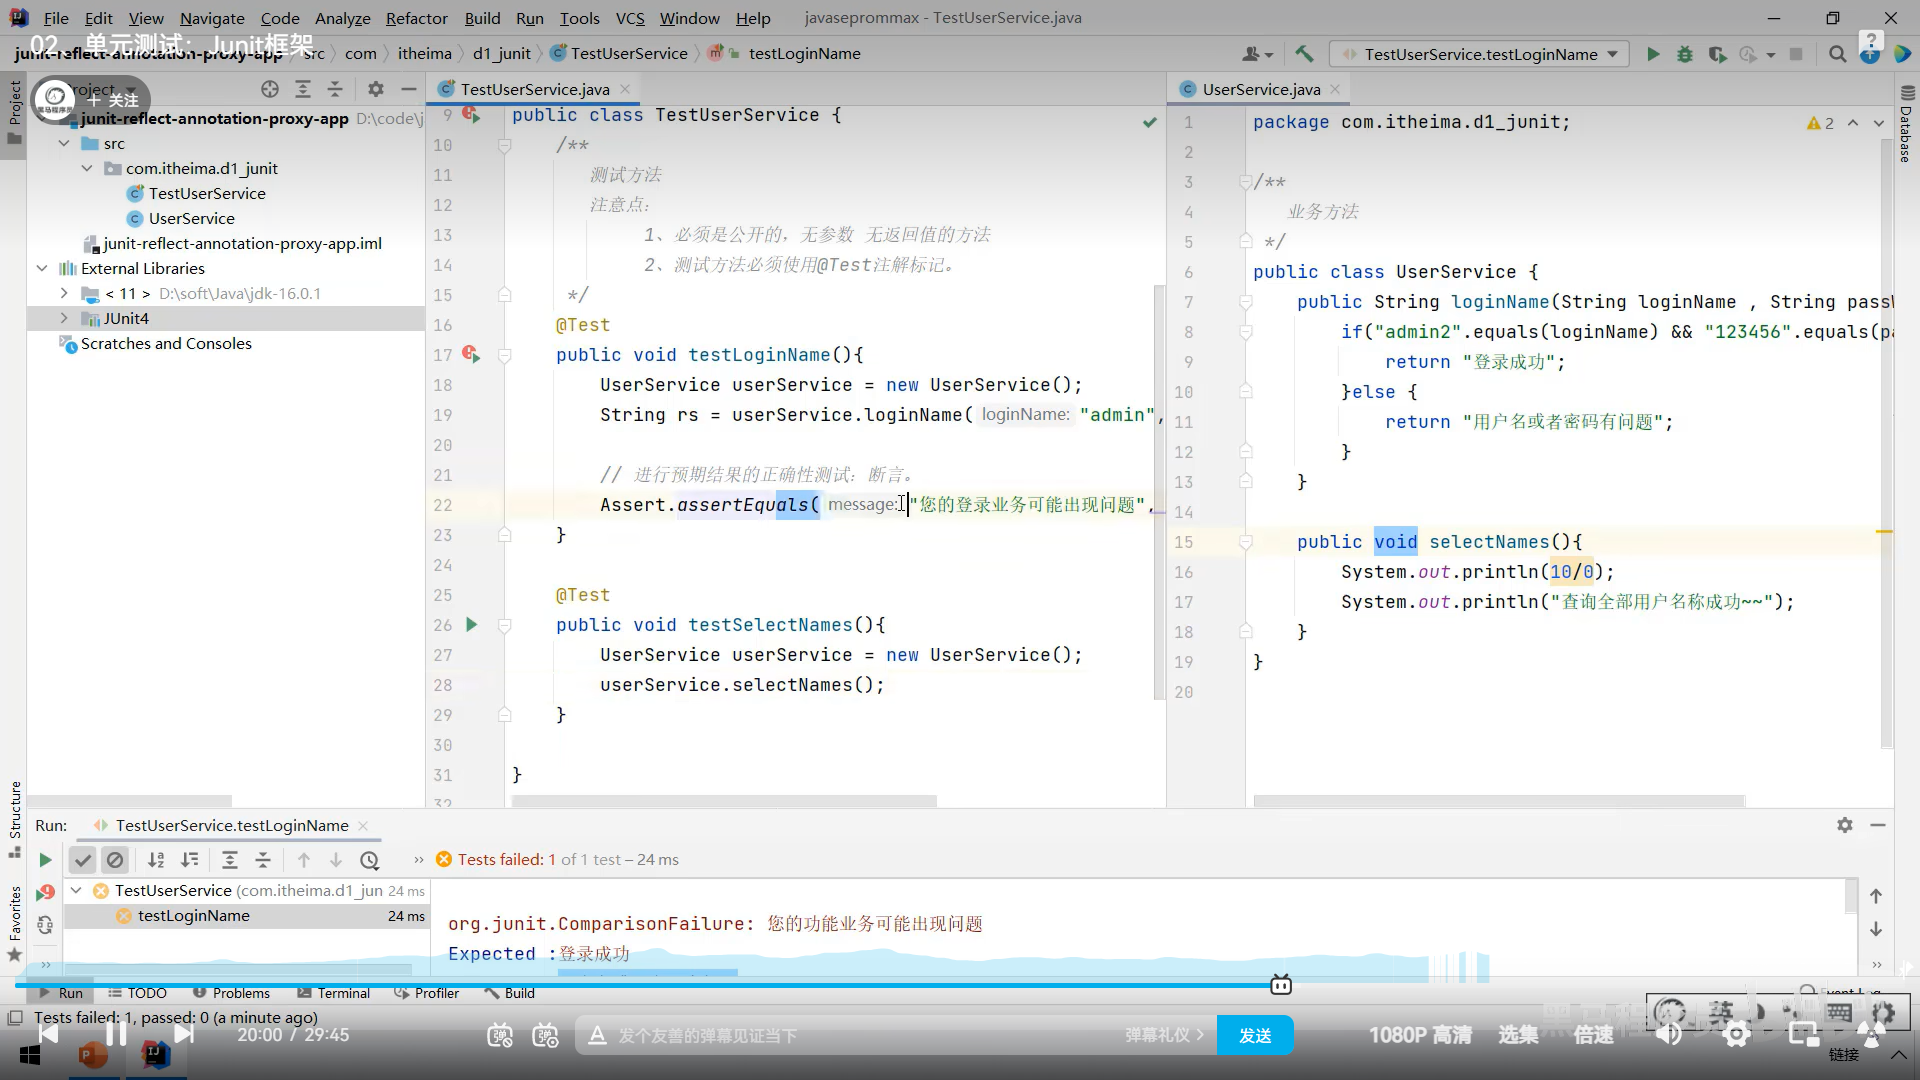 File Edit View Navigate Code Analyze Refactor Build Run Tools VCS Window Help javaseprommax - TestUserService.java
02、单元测试：Junit框架
junit-reflect-annotation-proxy-app src com itheima d1_junit TestUserService testLoginName
TestUserService.testLoginName
Project
+ 关注
黑马程序员
TestUserService.java
UserService.java
Database
junit-reflect-annotation-proxy-app D:\code\j
src
com.itheima.d1_junit
TestUserService
UserService
junit-reflect-annotation-proxy-app.iml
External Libraries
< 11 > D:\soft\Java\jdk-16.0.1
JUnit4
Scratches and Consoles
9 public class TestUserService {
10 /**
11 测试方法
12 注意点：
13 1、必须是公开的，无参数 无返回值的方法
14 2、测试方法必须使用@Test注解标记。
15 */
16 @Test
17 public void testLoginName(){
18 UserService userService = new UserService();
19 String rs = userService.loginName( loginName: "admin",
20
21 // 进行预期结果的正确性测试：断言。
22 Assert.assertEquals( message: "您的登录业务可能出现问题",
23 }
24
25 @Test
26 public void testSelectNames(){
27 UserService userService = new UserService();
28 userService.selectNames();
29 }
30
31 }
32
1 package com.itheima.d1_junit;
2
3 /**
4 业务方法
5 */
6 public class UserService {
7 public String loginName(String loginName , String passW
8 if("admin2".equals(loginName) && "123456".equals(pa
9 return "登录成功";
10 }else {
11 return "用户名或者密码有问题";
12 }
13 }
14
15 public void selectNames(){
16 System.out.println(10/0);
17 System.out.println("查询全部用户名称成功~~");
18 }
19 }
20
2
Structure
Favorites
Run: TestUserService.testLoginName
Tests failed: 1 of 1 test – 24 ms
TestUserService (com.itheima.d1_jun 24 ms
testLoginName 24 ms
org.junit.ComparisonFailure: 您的功能业务可能出现问题
Expected :登录成功
Run TODO Problems Terminal Profiler Build
Tests failed: 1, passed: 0 (a minute ago)
20:00 / 29:45
发个友善的弹幕见证当下
弹幕礼仪 >
发送
1080P 高清
选集
倍速
英
链接